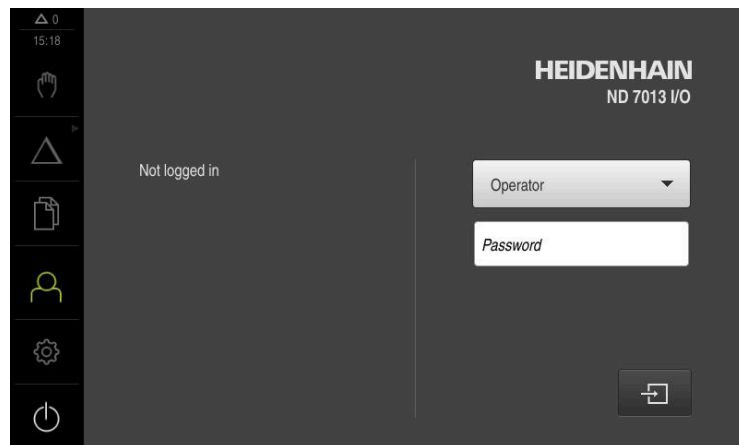 △ 0
15:18
HEIDENHAIN
ND 7013 I/O
Not logged in
Operator
Password